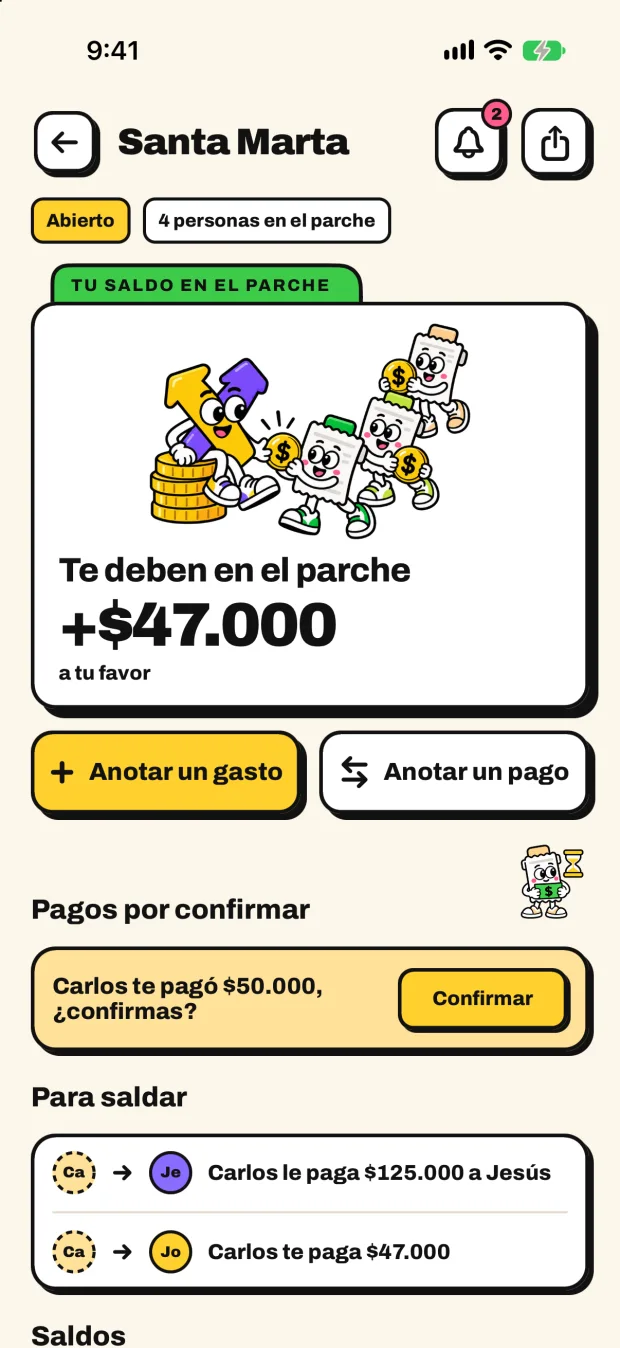 9:41
Santa Marta
2
Abierto
4 personas en el parche
TU SALDO EN EL PARCHE
$
$
$
Te deben en el parche
+$47.000
a tu favor
+ Anotar un gasto
Anotar un pago
$
Pagos por confirmar
Carlos te pagó $50.000,
¿confirmas?
Confirmar
Para saldar
Ca → Je Carlos le paga $125.000 a Jesús
Ca → Jo Carlos te paga $47.000
Saldos